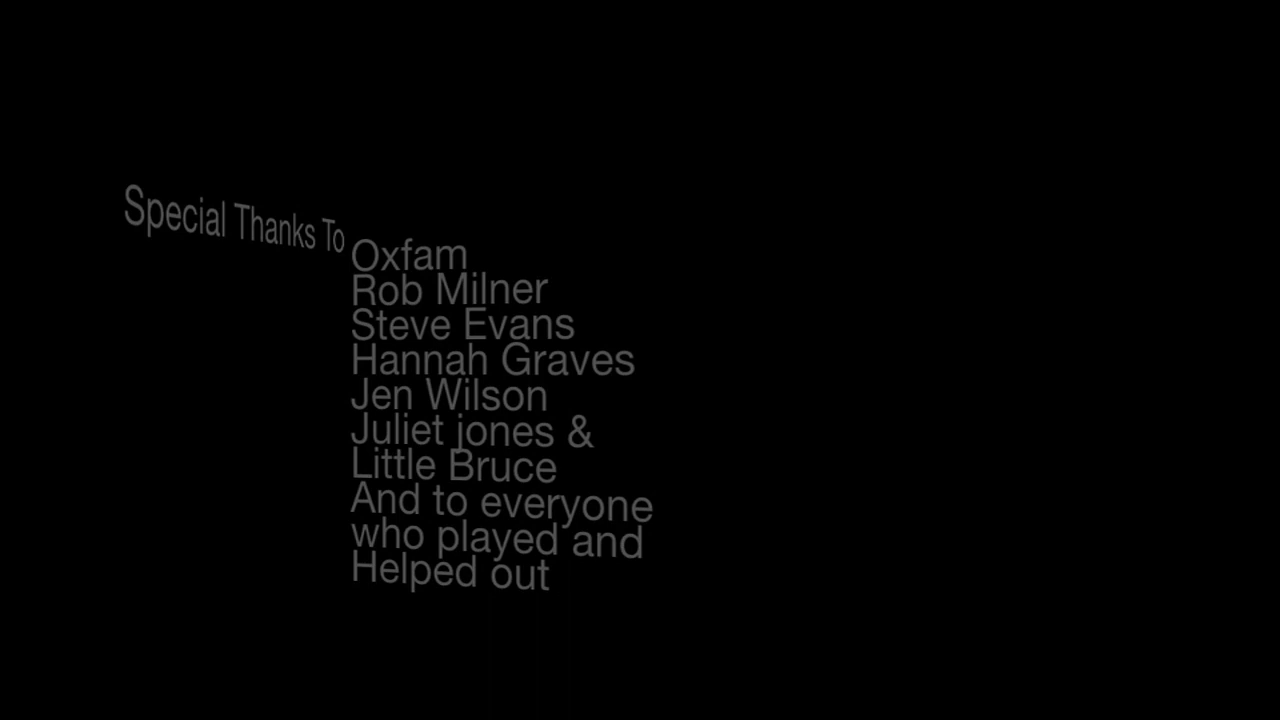 Special Thanks To
Oxfam
Rob Milner
Steve Evans
Hannah Graves
Jen Wilson
Juliet jones &
Little Bruce
And to everyone
who played and
Helped out